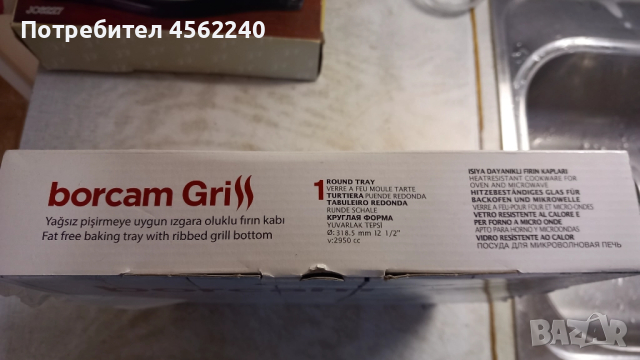 Потребител 4562240
borcam Grill
Yağsız pişirmeye uygun ızgara oluklu fırın kabı
Fat free baking tray with ribbed grill bottom
1
ROUND TRAY
VERRE A FEU MOULE TARTE
TURTIERA PUENDE REDONDA
TABULEIRO REDONDA
RUNDE SCHALE
КРУГЛАЯ ФОРМА
YUVARLAK TEPSİ
Ø: 318.5 mm 12 1/2"
v:2950 cc
ISIYA DAYANIKLI FIRIN KAPLARI
HEATRESISTANT COOKWARE FOR
OVEN AND MICROWAVE
HITZEBESTÄNDIGES GLAS FÜR
BACKOFEN UND MIKROWELLE
VERRE A-FEU-POUR FOUR ET MICRO-ONDES
VETRO RESISTENTE AL CALORE E
PER FORNO A MICRO ONDE
APTO PARA HORNO Y MICROONDAS
VIDRO RESISTENTE AO CALOR
ПОСУДА ДЛЯ МИКРОВОЛНОВАЯ ПЕЧЬ
BAZAR
bg